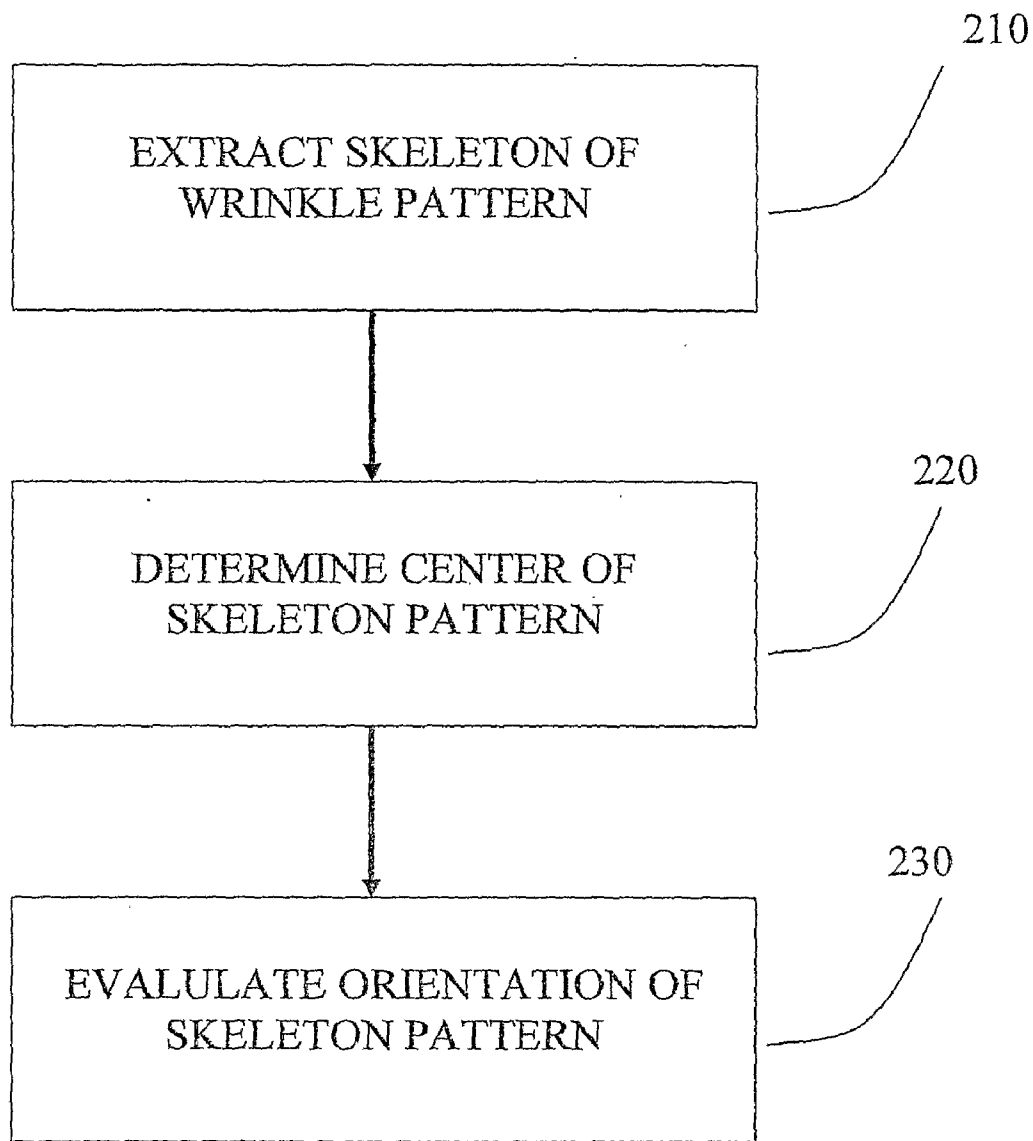 210
EXTRACT SKELETON OF
WRINKLE PATTERN
220
DETERMINE CENTER OF
SKELETON PATTERN
230
EVALULATE ORIENTATION OF
SKELETON PATTERN